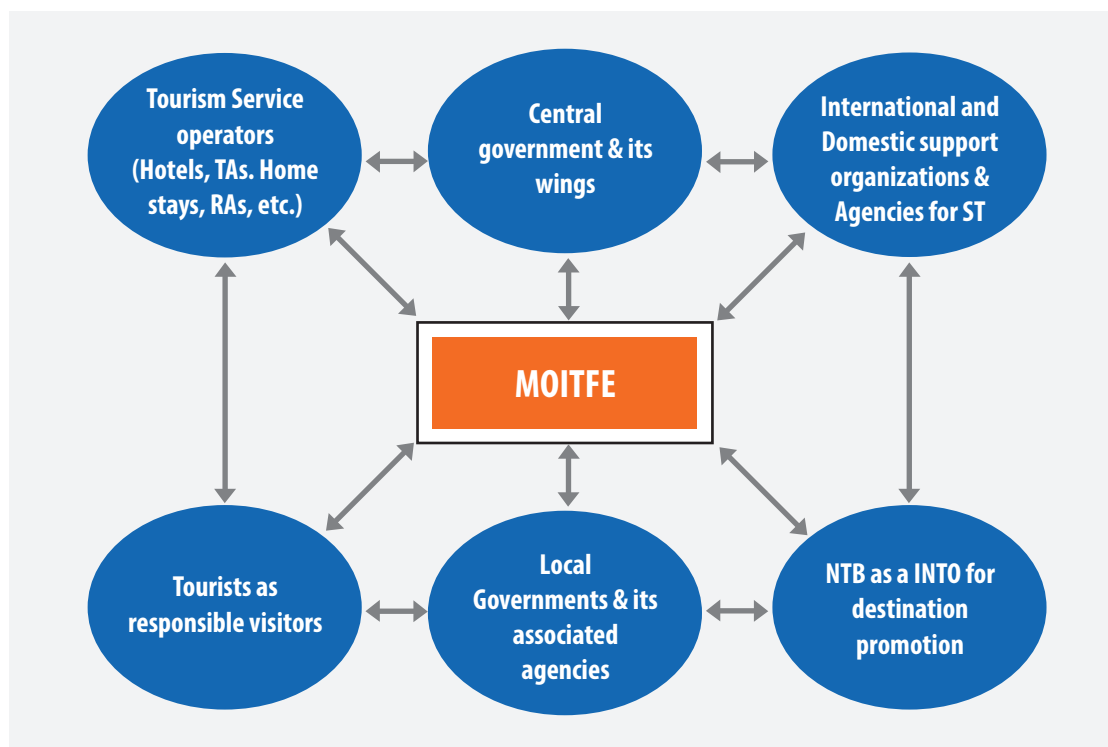 Tourism Service
operators
(Hotels, TAs. Home
stays, RAs, etc.)
Central
government & its
wings
International and
Domestic support
organizations &
Agencies for ST
MOITFE
Tourists as
responsible visitors
Local
Governments & its
associated
agencies
NTB as a INTO for
destination
promotion